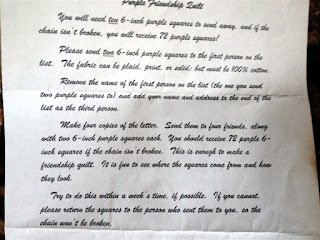 Purple Friendship Quilt
You will need ten 6-inch purple squares to send away, and if the
chain isn't broken, you will receive 72 purple squares!
Please send two 6-inch purple squares to the first person on the
list. The fabric can be plaid, print, or solid; but must be 100% cotton.
Remove the name of the first person on the list (the one you send
two purple squares to) and add your name and address to the end of the
list as the third person.
Make four copies of the letter. Send them to four friends, along
with two 6-inch purple squares each. You should receive 72 purple 6-
inch squares if the chain isn't broken. This is enough to make a
friendship quilt. It is fun to see where the squares come from and how
they look.
Try to do this within a week's time, if possible. If you cannot,
please return the squares to the person who sent them to you, so the
chain won't be broken.